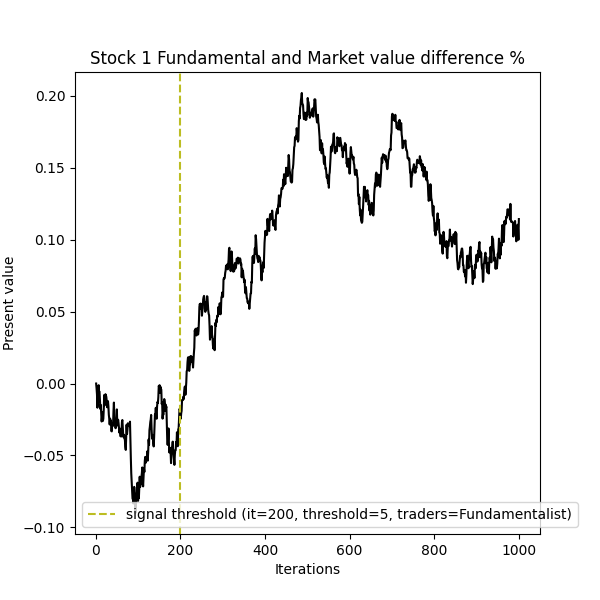 Stock 1 Fundamental and Market value difference %
Present value
0.20
0.15
0.10
0.05
0.00
−0.05
−0.10
signal threshold (it=200, threshold=5, traders=Fundamentalist)
0 200 400 600 800 1000
Iterations